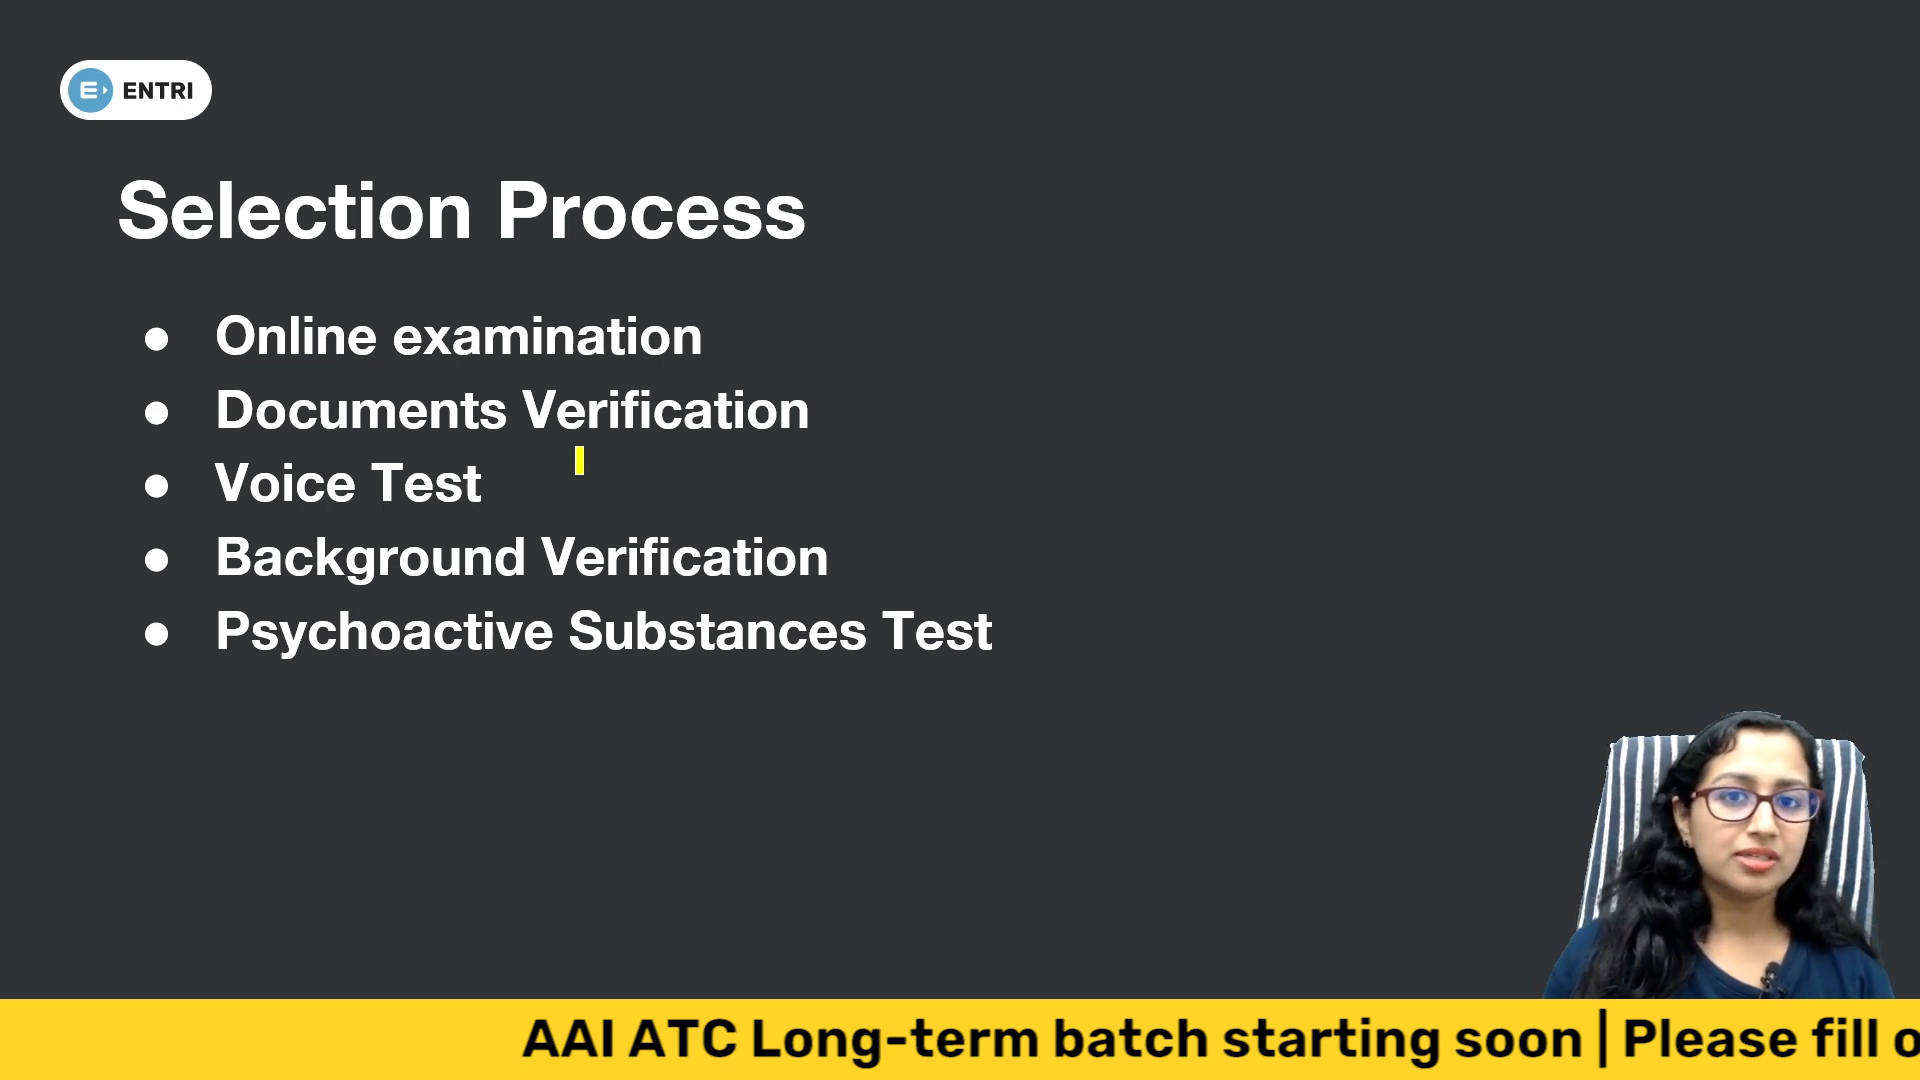 ENTRI
Selection Process
● Online examination
● Documents Verification
● Voice Test
● Background Verification
● Psychoactive Substances Test
AAI ATC Long-term batch starting soon | Please fill o